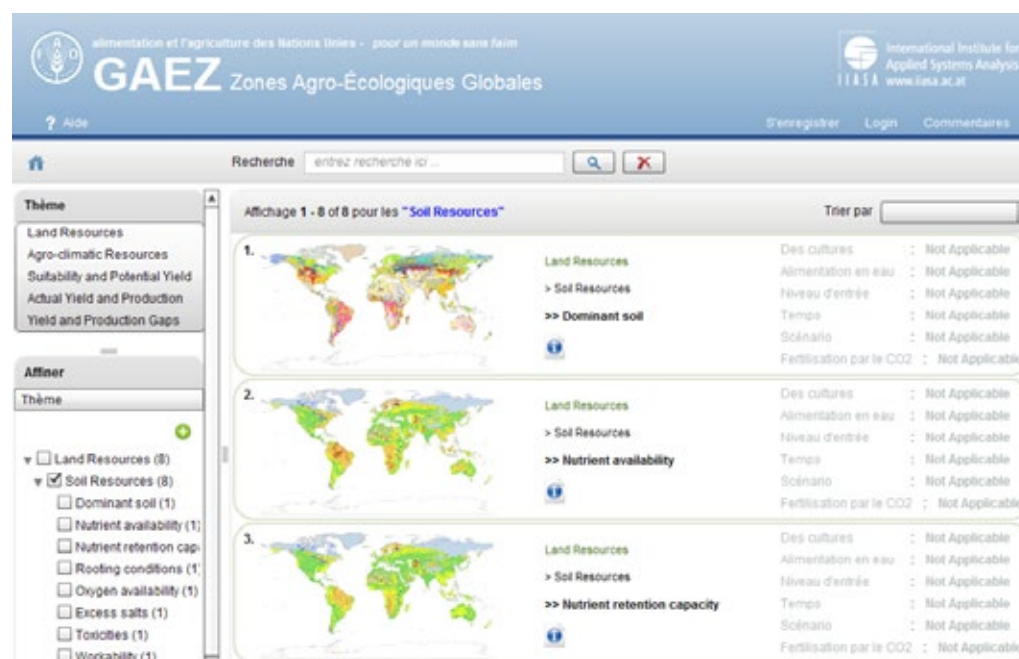 alimentation et l'agriculture des Nations Unies - pour un monde sans faim
GAEZ Zones Agro-Écologiques Globales
International Institute for
Applied Systems Analysis
IIASA www.iiasa.ac.at
? Aide
S'enregistrer Login Commentaires
Recherche entrez recherche ici ...
Thème
Land Resources
Agro-climatic Resources
Suitability and Potential Yield
Actual Yield and Production
Yield and Production Gaps
Affiner
Thème
Land Resources (8)
Soil Resources (8)
Dominant soil (1)
Nutrient availability (1)
Nutrient retention cap
Rooting conditions (1)
Oxygen availability (1)
Excess salts (1)
Toxicities (1)
Workability (1)
Affichage 1 - 8 of 8 pour les "Soil Resources"
Trier par
1.
Land Resources
> Soil Resources
>> Dominant soil
Des cultures : Not Applicable
Alimentation en eau : Not Applicable
Niveau d'entrée : Not Applicable
Temps : Not Applicable
Scénario : Not Applicable
Fertilisation par le CO2 : Not Applicable
2.
Land Resources
> Soil Resources
>> Nutrient availability
Des cultures : Not Applicable
Alimentation en eau : Not Applicable
Niveau d'entrée : Not Applicable
Temps : Not Applicable
Scénario : Not Applicable
Fertilisation par le CO2 : Not Applicable
3.
Land Resources
> Soil Resources
>> Nutrient retention capacity
Des cultures : Not Applicable
Alimentation en eau : Not Applicable
Niveau d'entrée : Not Applicable
Temps : Not Applicable
Scénario : Not Applicable
Fertilisation par le CO2 : Not Applicable